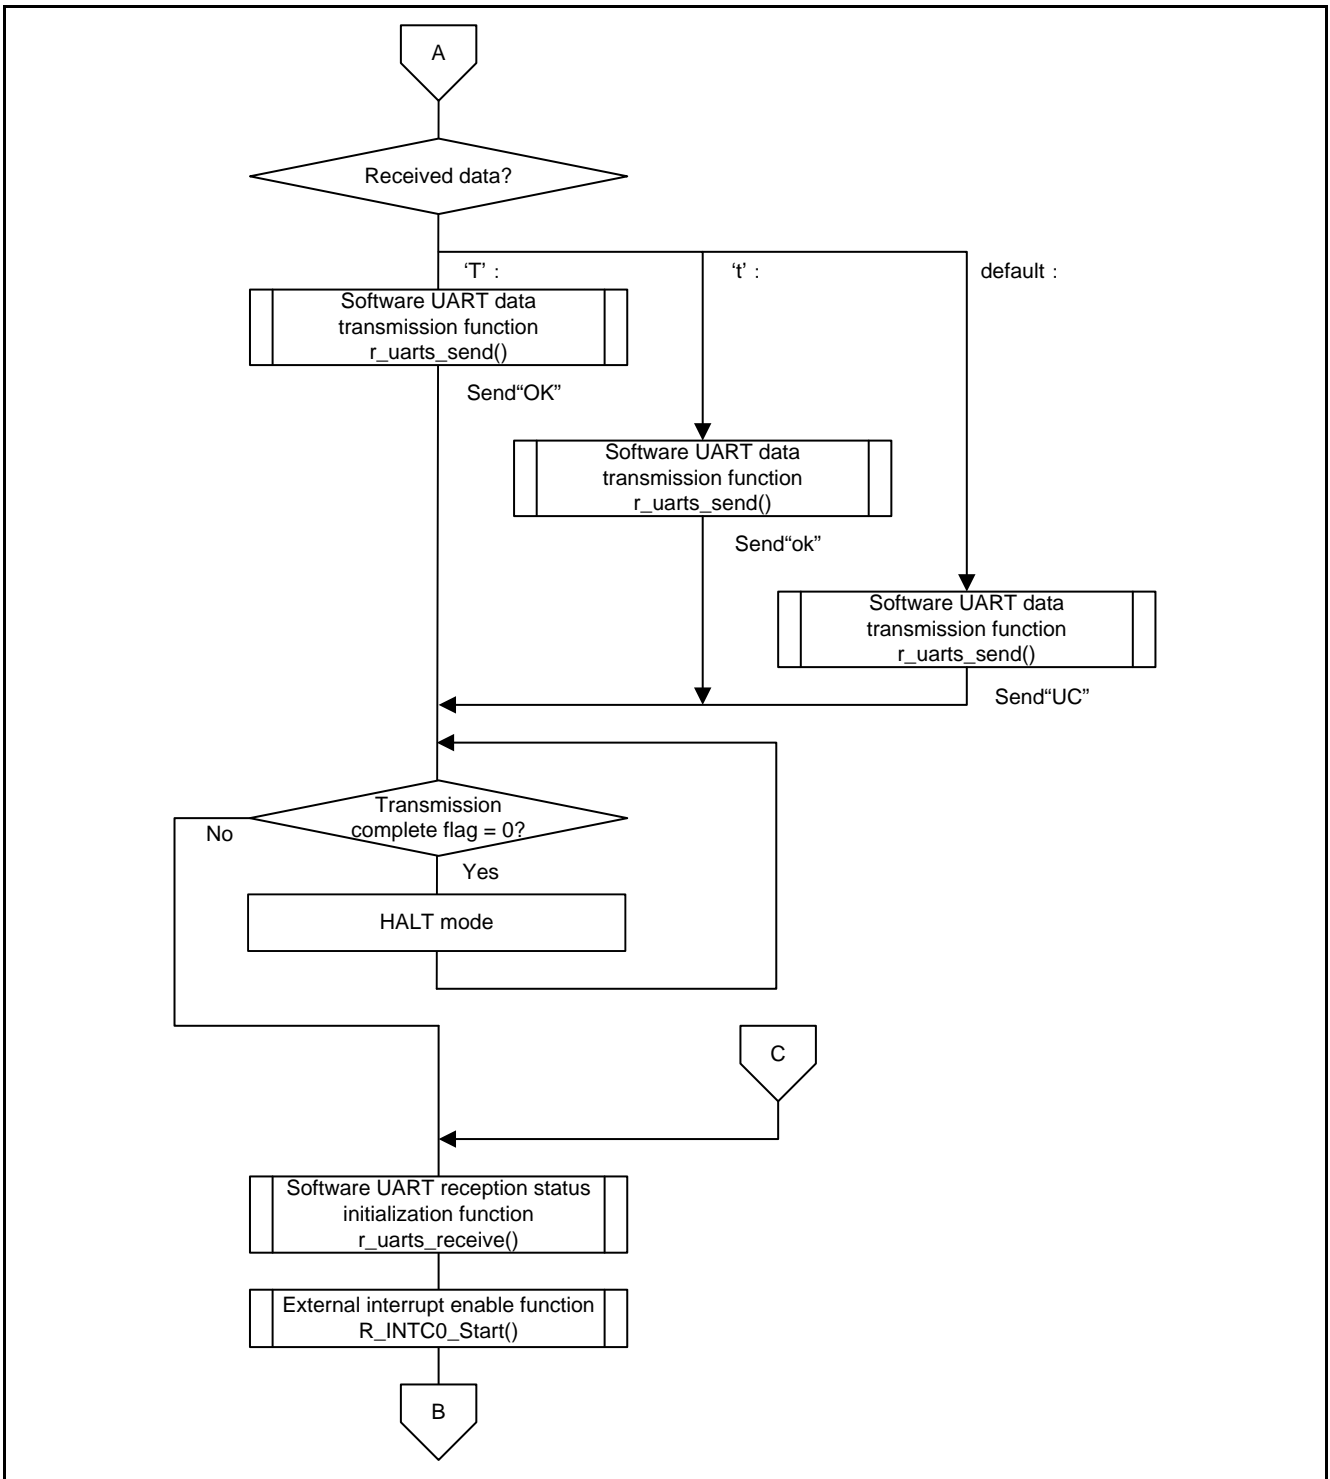 A
Received data?
‘T’ :
‘t’ :
default :
Software UART data
transmission function
r_uarts_send()
Send“OK”
Software UART data
transmission function
r_uarts_send()
Send“ok”
Software UART data
transmission function
r_uarts_send()
Send“UC”
Transmission
complete flag = 0?
No
Yes
HALT mode
C
Software UART reception status
initialization function
r_uarts_receive()
External interrupt enable function
R_INTC0_Start()
B